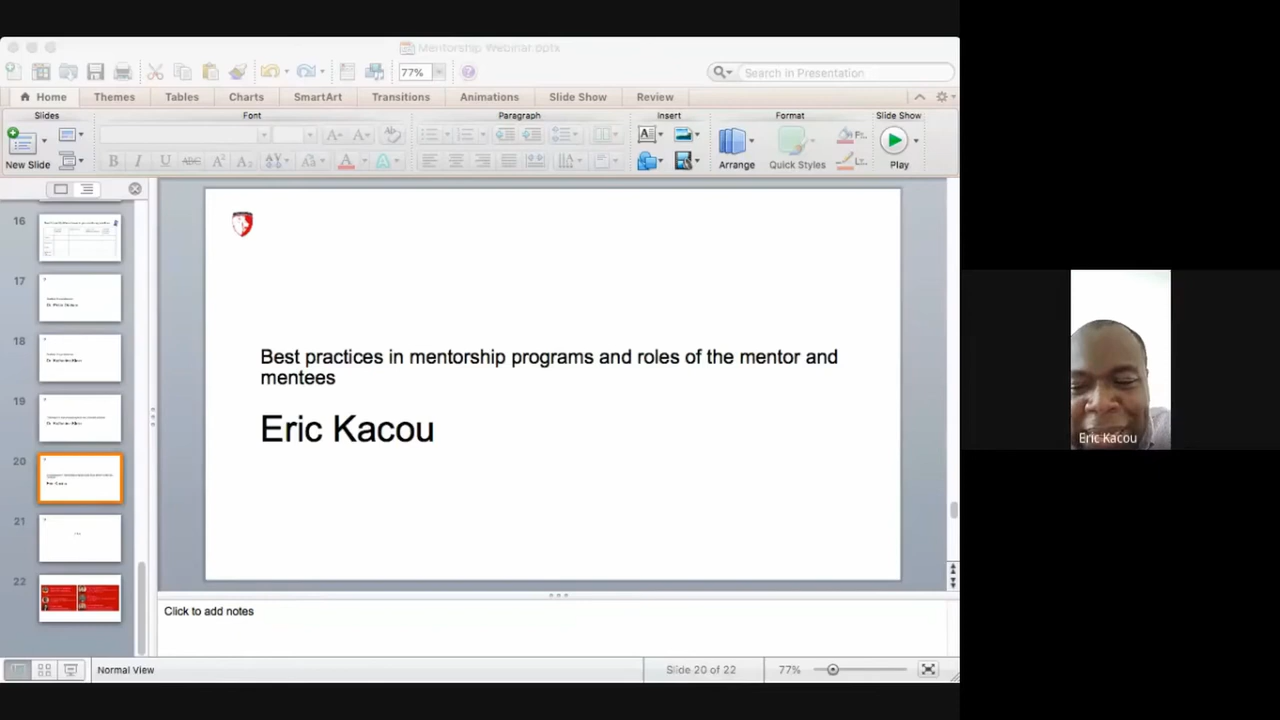 Mentorship Webinar.pptx
77%
Search in Presentation
Home Themes Tables Charts SmartArt Transitions Animations Slide Show Review
Slides Font Paragraph Insert Format Slide Show
New Slide
Arrange Quick Styles Play
16
17
18
19
20
21
22
Best practices in mentorship programs and roles of the mentor and
mentees
Eric Kacou
Eric Kacou
Click to add notes
Normal View Slide 20 of 22 77%